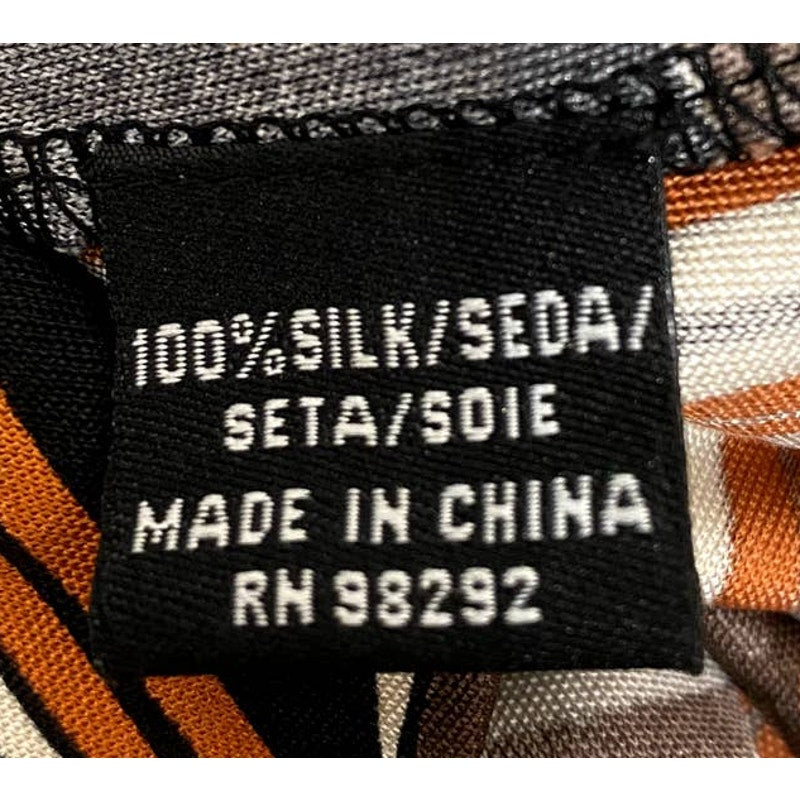 100%SILK/SEDA/
SETA/SOIE
MADE IN CHINA
RN 98292